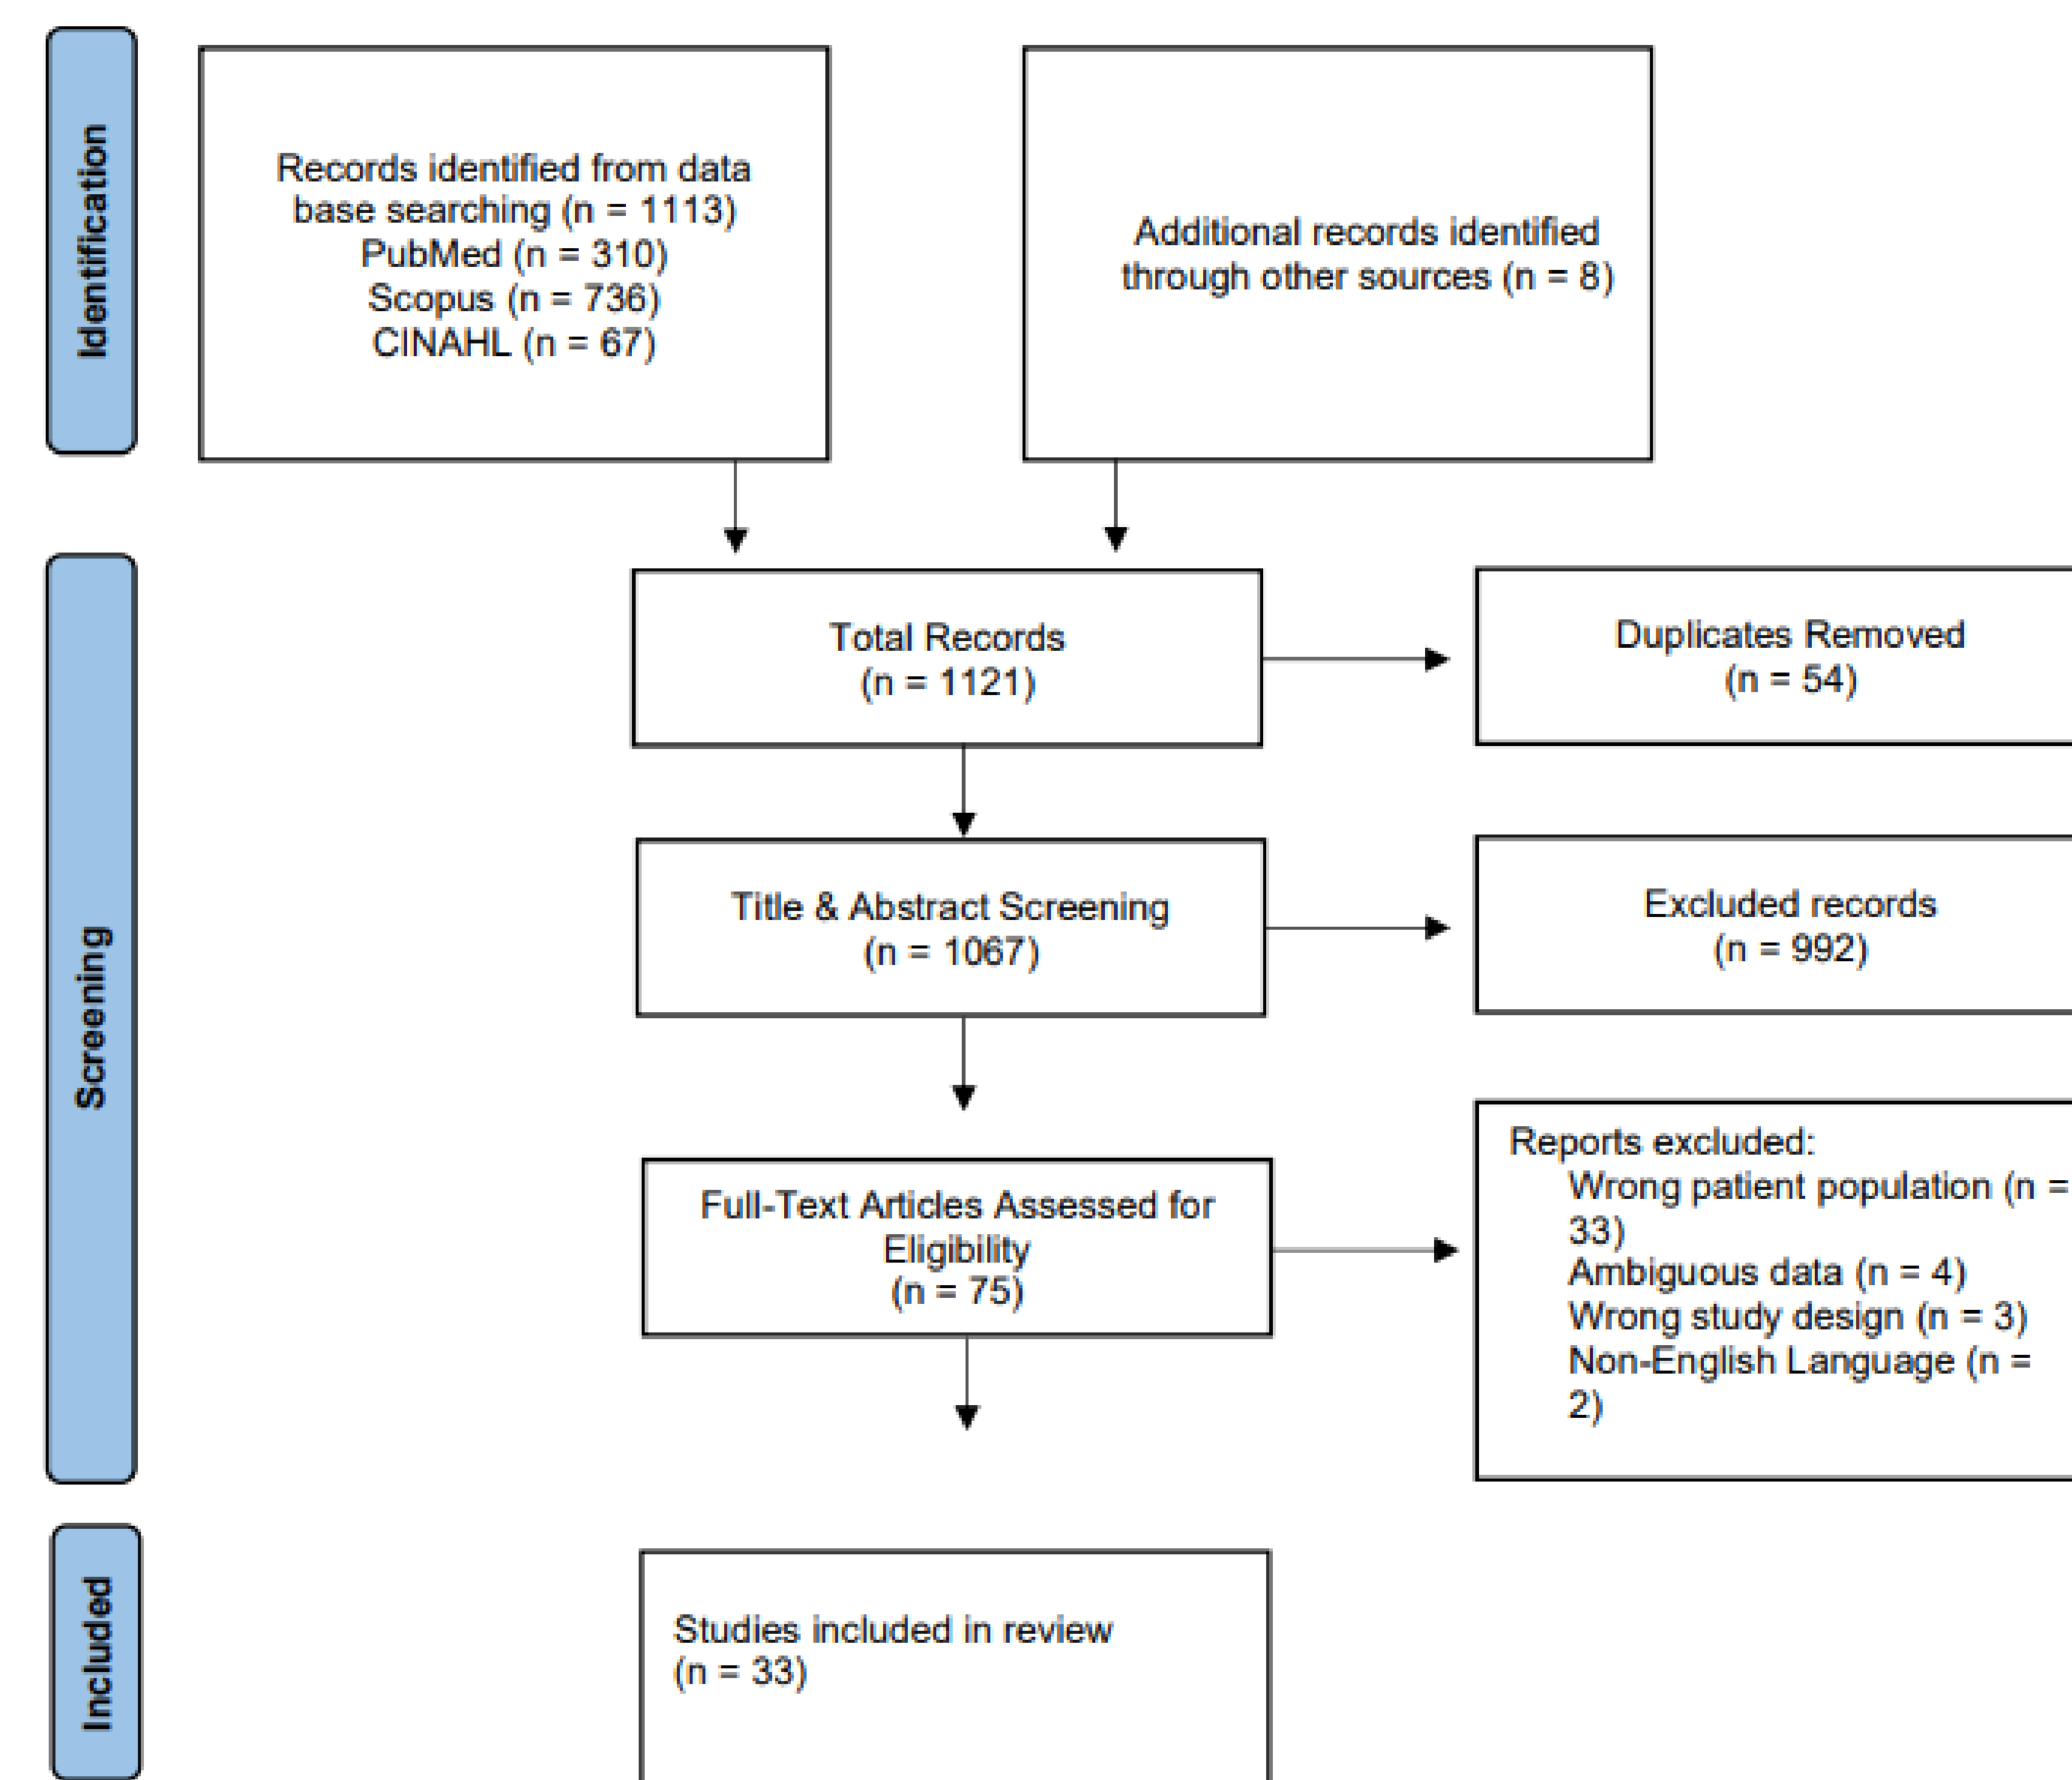 Identification
Records identified from data
base searching (n = 1113)
PubMed (n = 310)
Scopus (n = 736)
CINAHL (n = 67)
Additional records identified
through other sources (n = 8)
Screening
Total Records
(n = 1121)
Duplicates Removed
(n = 54)
Title & Abstract Screening
(n = 1067)
Excluded records
(n = 992)
Full-Text Articles Assessed for
Eligibility
(n = 75)
Reports excluded:
Wrong patient population (n =
33)
Ambiguous data (n = 4)
Wrong study design (n = 3)
Non-English Language (n =
2)
Included
Studies included in review
(n = 33)